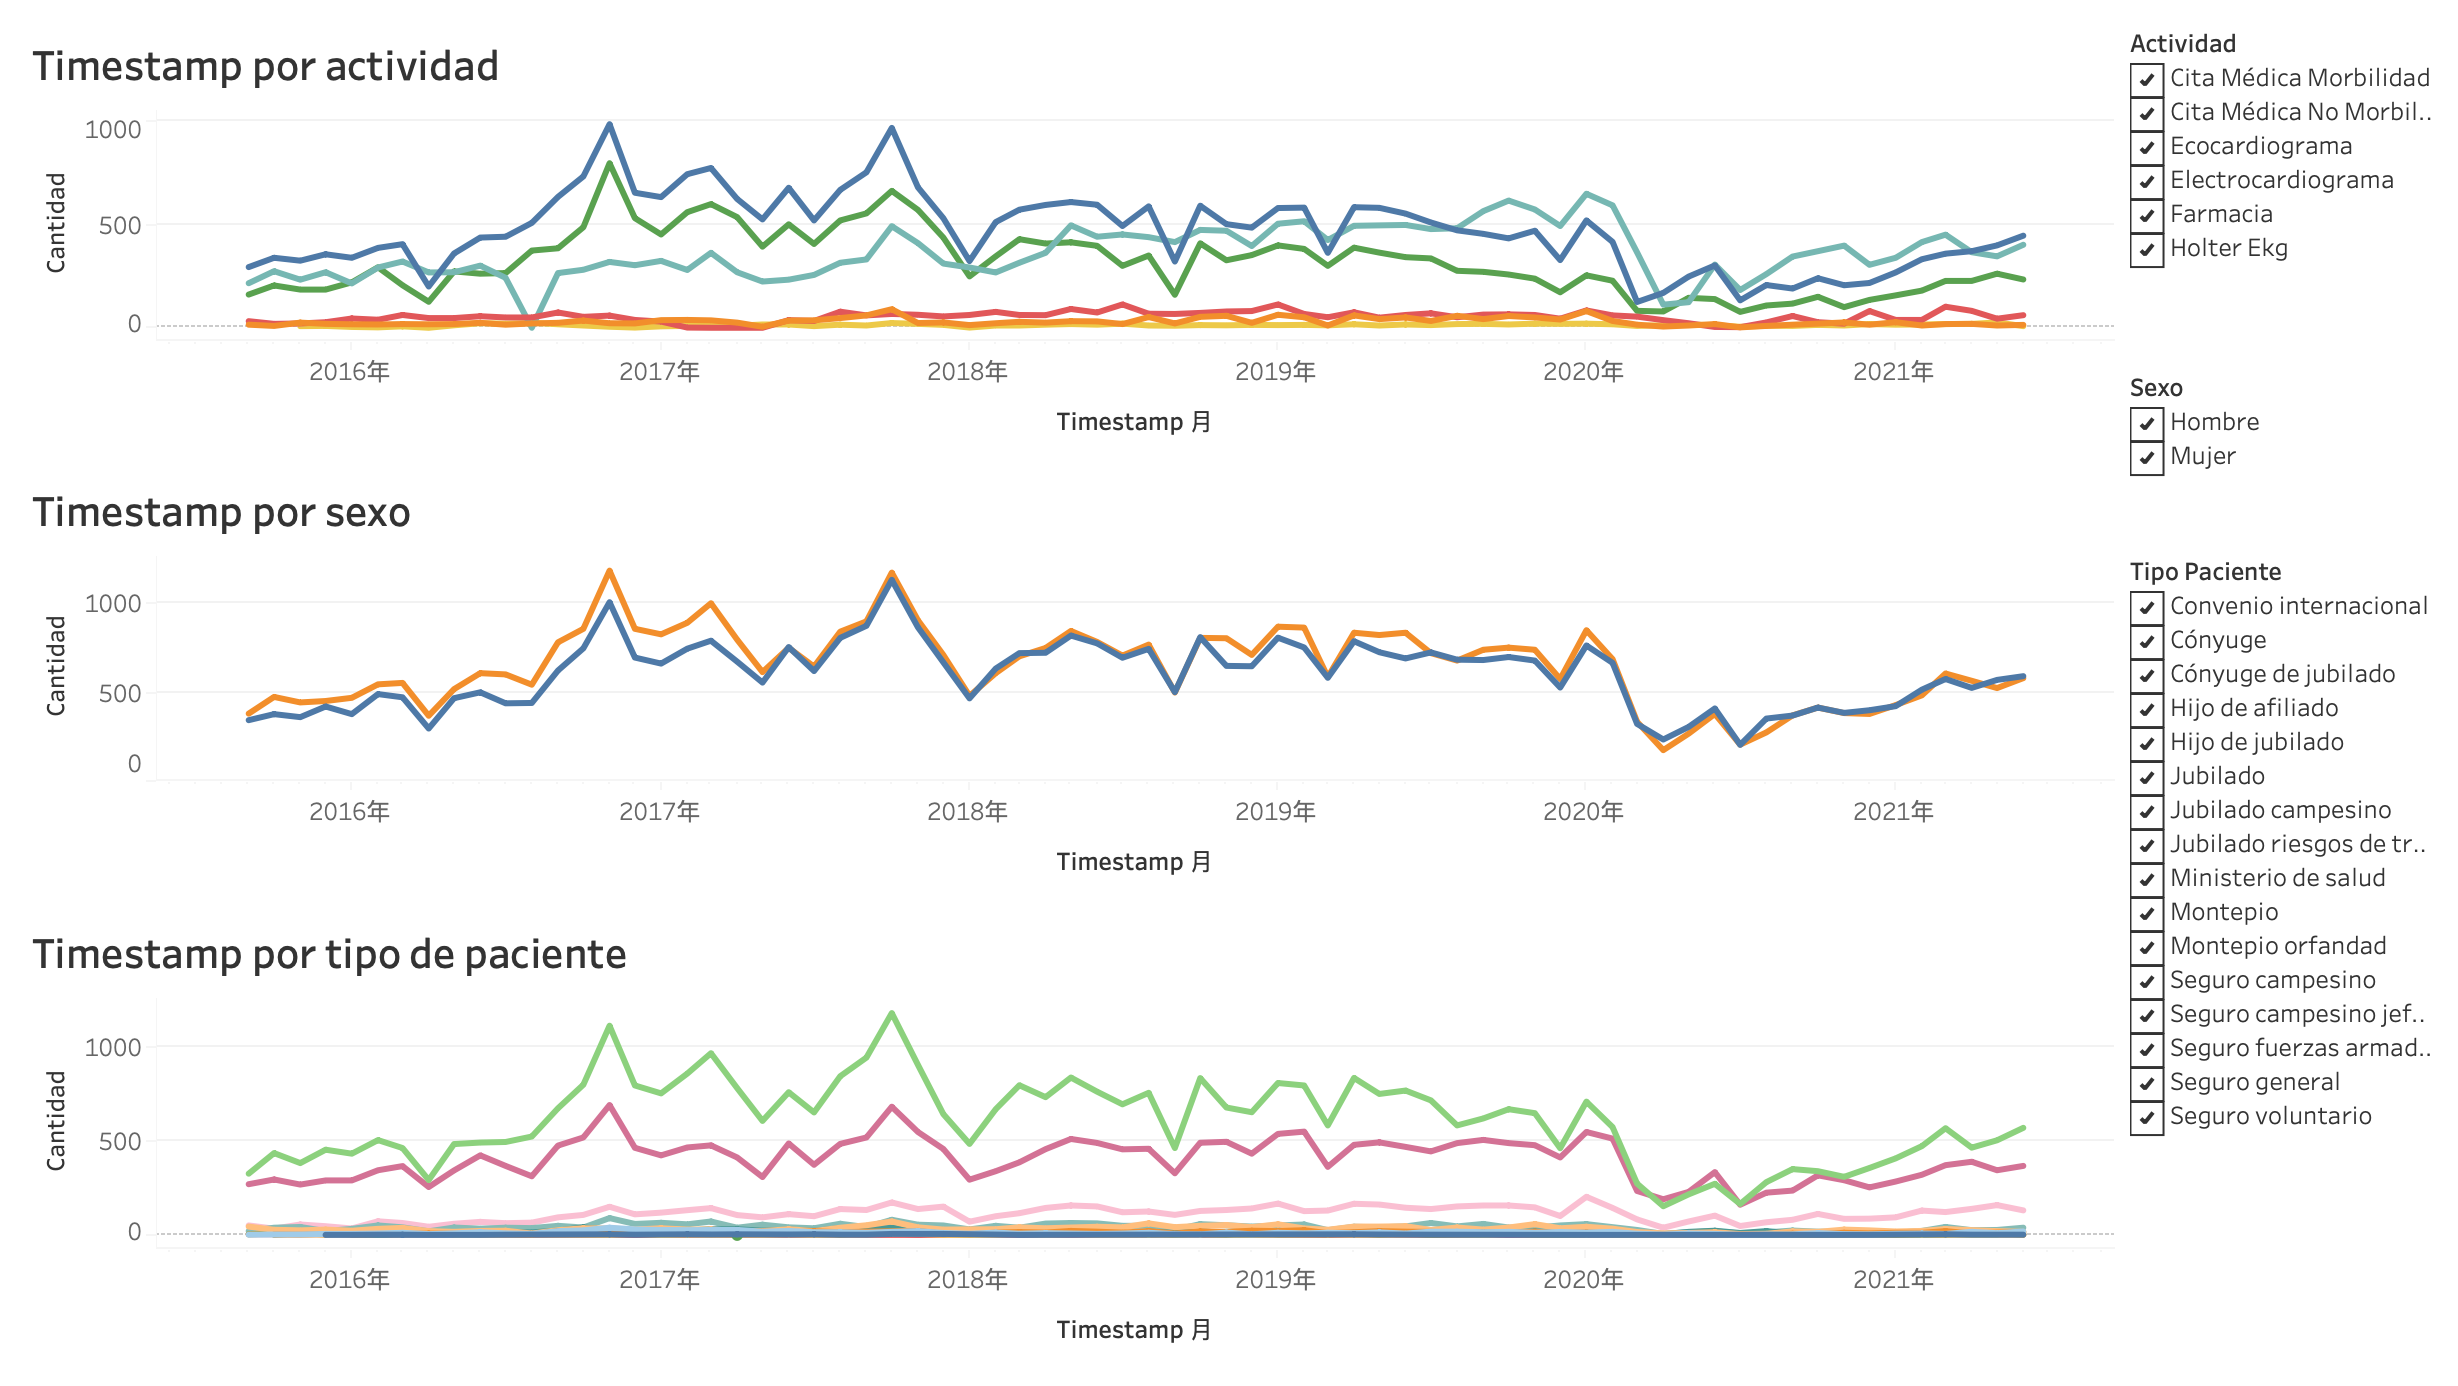 Timestamp por actividad
1000
500
0
Cantidad
2016年 2017年 2018年 2019年 2020年 2021年
Timestamp 月
Timestamp por sexo
1000
500
0
Cantidad
2016年 2017年 2018年 2019年 2020年 2021年
Timestamp 月
Timestamp por tipo de paciente
1000
500
0
Cantidad
2016年 2017年 2018年 2019年 2020年 2021年
Timestamp 月
Actividad
Cita Médica Morbilidad
Cita Médica No Morbil..
Ecocardiograma
Electrocardiograma
Farmacia
Holter Ekg
Sexo
Hombre
Mujer
Tipo Paciente
Convenio internacional
Cónyuge
Cónyuge de jubilado
Hijo de afiliado
Hijo de jubilado
Jubilado
Jubilado campesino
Jubilado riesgos de tr..
Ministerio de salud
Montepio
Montepio orfandad
Seguro campesino
Seguro campesino jef..
Seguro fuerzas armad..
Seguro general
Seguro voluntario